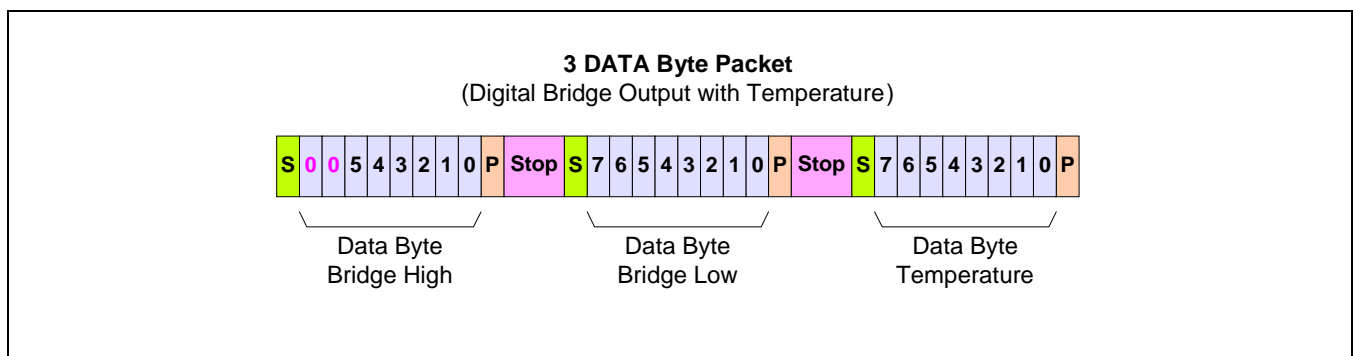 3 DATA Byte Packet
(Digital Bridge Output with Temperature)
S 0 0 5 4 3 2 1 0 P Stop S 7 6 5 4 3 2 1 0 P Stop S 7 6 5 4 3 2 1 0 P
Data Byte Data Byte Data Byte
Bridge High Bridge Low Temperature